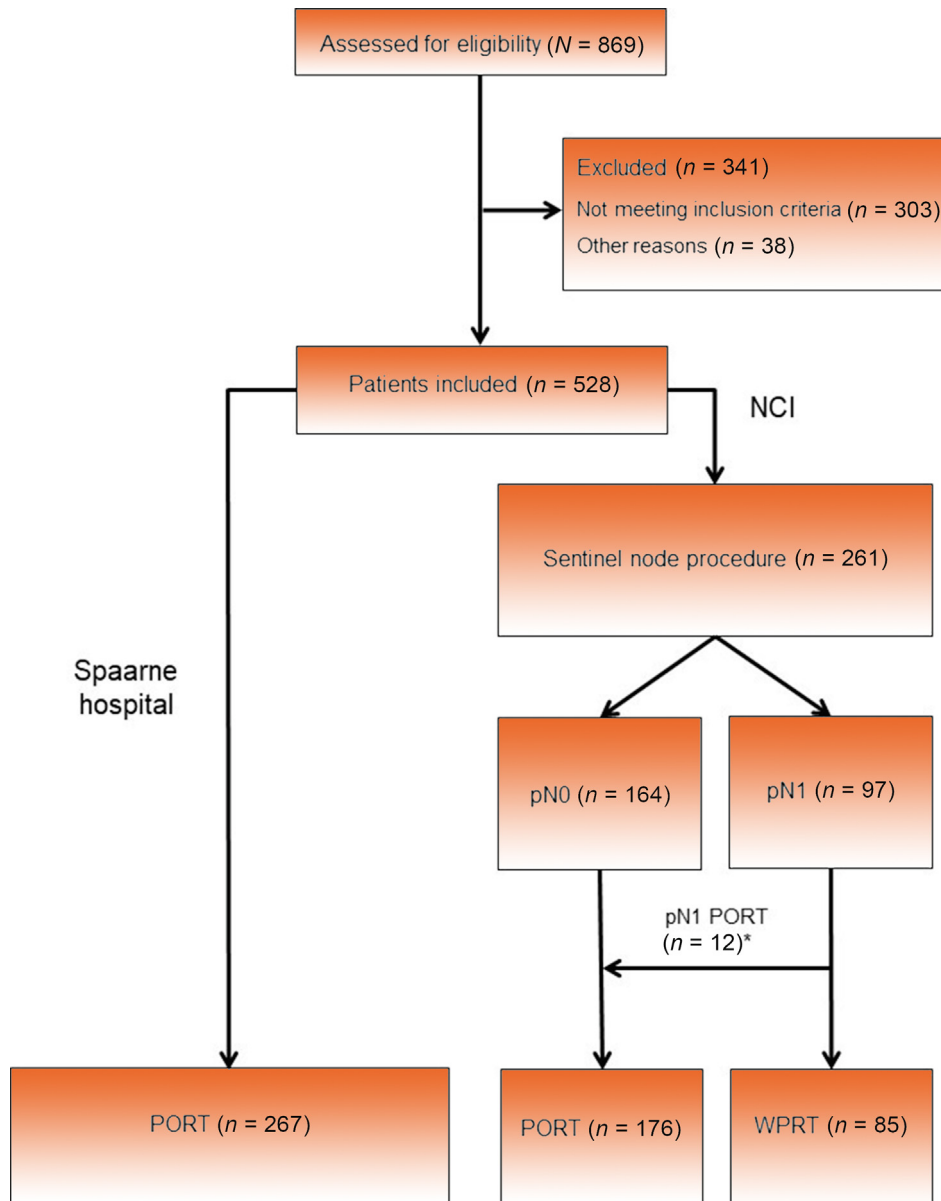 Assessed for eligibility (N = 869)
Excluded (n = 341)
Not meeting inclusion criteria (n = 303)
Other reasons (n = 38)
Patients included (n = 528)
NCI
Sentinel node procedure (n = 261)
Spaarne
hospital
pN0 (n = 164)
pN1 (n = 97)
pN1 PORT
(n = 12)*
PORT (n = 267)
PORT (n = 176)
WPRT (n = 85)